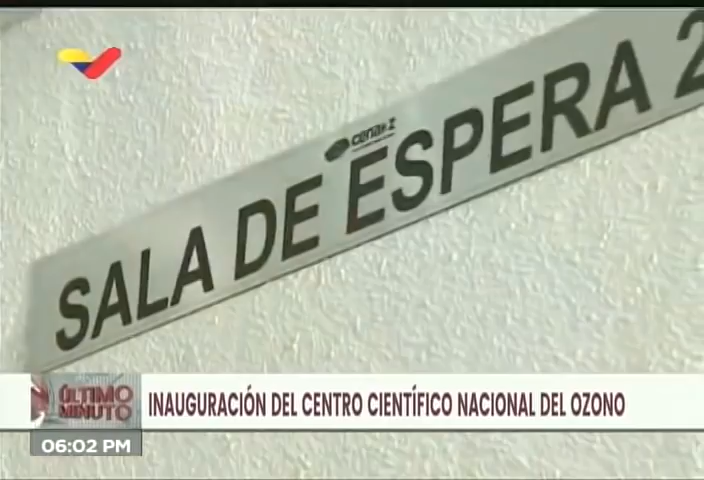 SALA DE ESPERA 2
ÚLTIMO
MINUTO
INAUGURACIÓN DEL CENTRO CIENTÍFICO NACIONAL DEL OZONO
06:02 PM